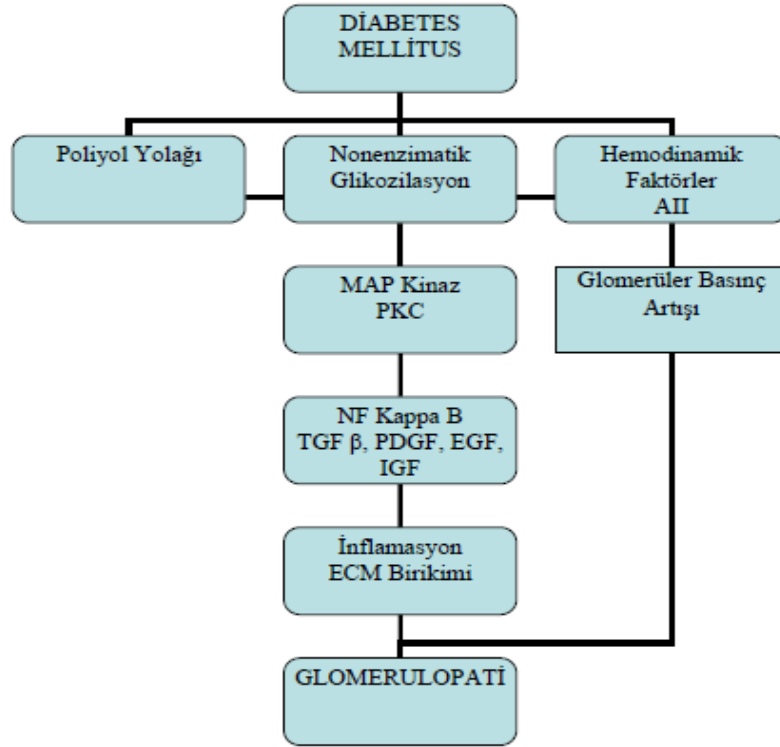 DİABETES
MELLİTUS
Poliyol Yolağı
Nonenzimatik
Glikozilasyon
Hemodinamik
Faktörler
AII
MAP Kinaz
PKC
Glomerüler Basınç
Artışı
NF Kappa B
TGF β, PDGF, EGF,
IGF
İnflamasyon
ECM Birikimi
GLOMERULOPATİ